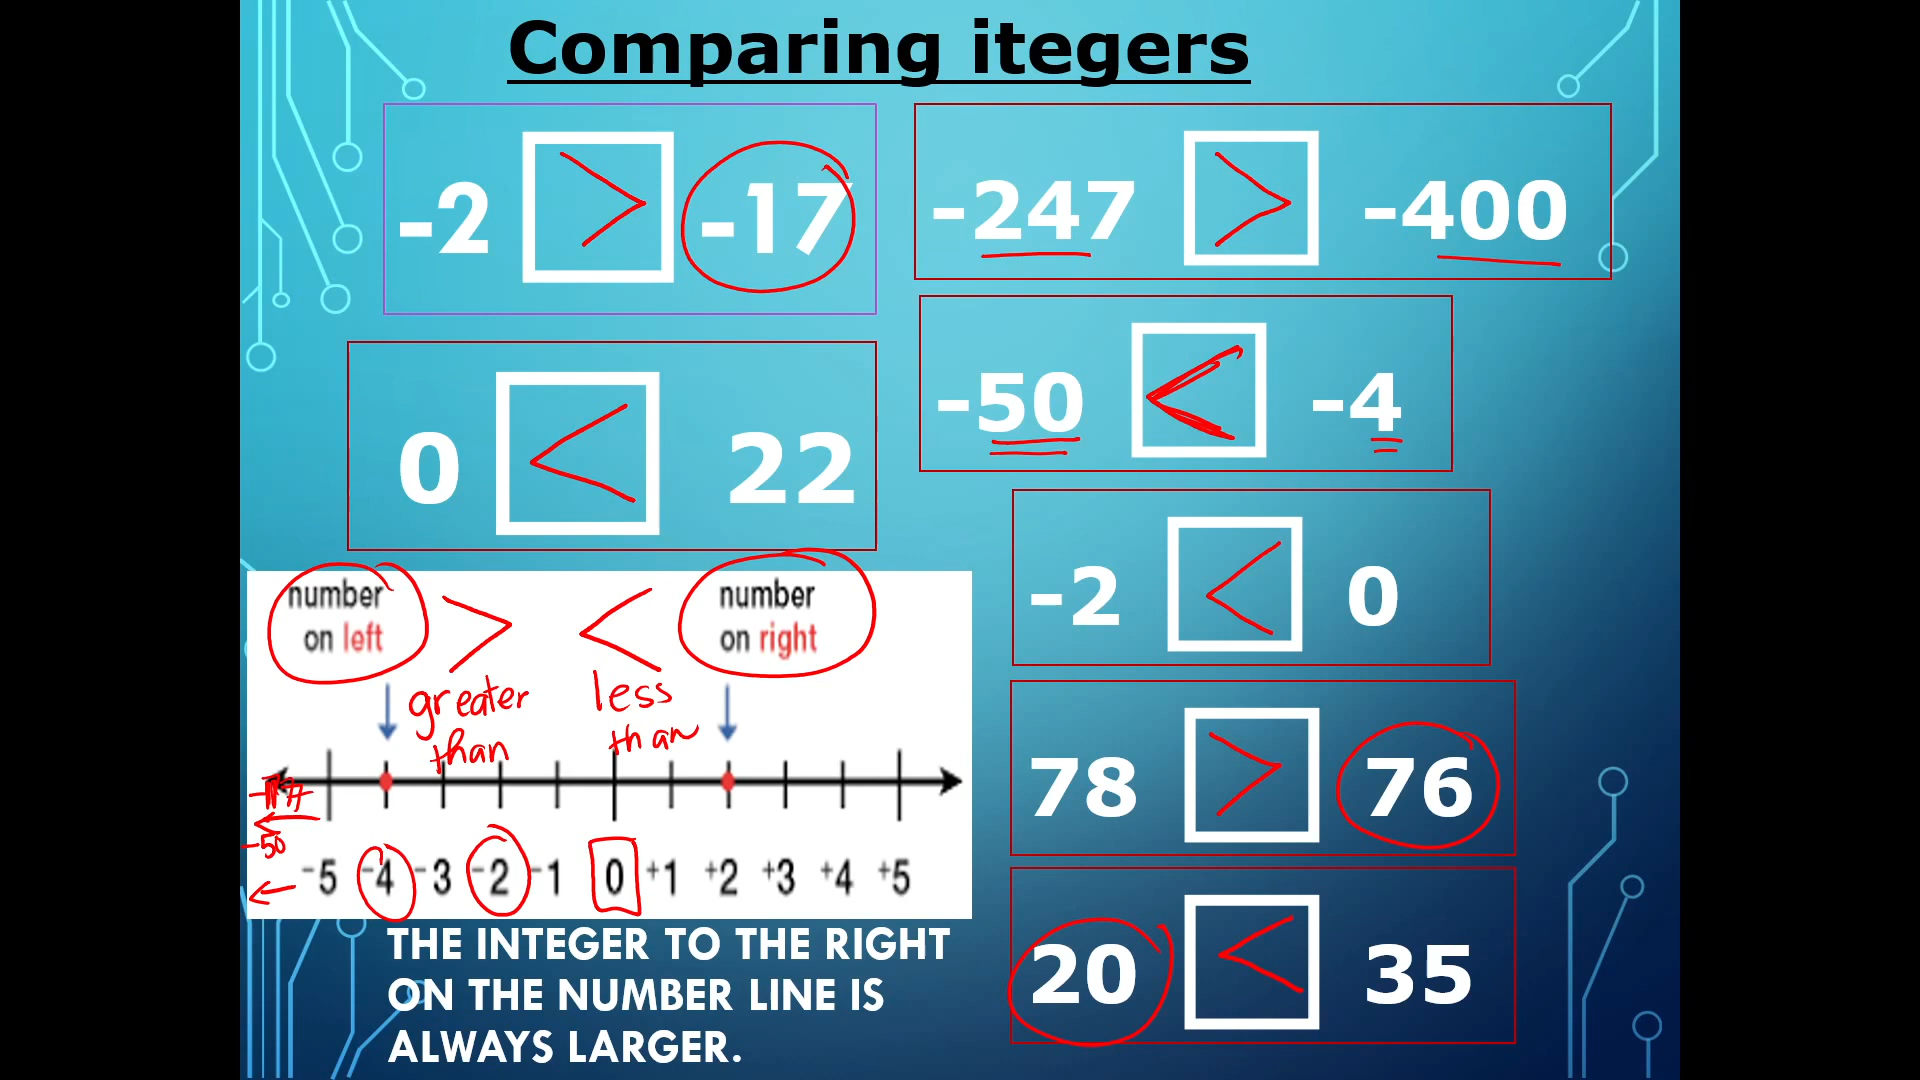 Comparing itegers
-2 > -17
-247 > -400
0 < 22
-50 < -4
-2 < 0
78 > 76
20 < 35
number on left > < number on right
greater than
less than
-50
-5 -4 -3 -2 -1 0 +1 +2 +3 +4 +5
THE INTEGER TO THE RIGHT
ON THE NUMBER LINE IS
ALWAYS LARGER.